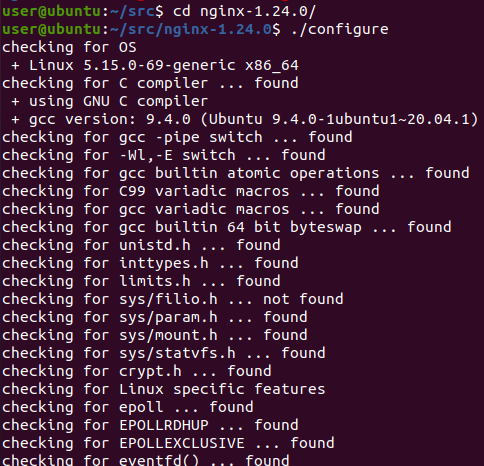 user@ubuntu:~/src$ cd nginx-1.24.0/
user@ubuntu:~/src/nginx-1.24.0$ ./configure
checking for OS
 + Linux 5.15.0-69-generic x86_64
checking for C compiler ... found
 + using GNU C compiler
 + gcc version: 9.4.0 (Ubuntu 9.4.0-1ubuntu1~20.04.1)
checking for gcc -pipe switch ... found
checking for -Wl,-E switch ... found
checking for gcc builtin atomic operations ... found
checking for C99 variadic macros ... found
checking for gcc variadic macros ... found
checking for gcc builtin 64 bit byteswap ... found
checking for unistd.h ... found
checking for inttypes.h ... found
checking for limits.h ... found
checking for sys/filio.h ... not found
checking for sys/param.h ... found
checking for sys/mount.h ... found
checking for sys/statvfs.h ... found
checking for crypt.h ... found
checking for Linux specific features
checking for epoll ... found
checking for EPOLLRDHUP ... found
checking for EPOLLEXCLUSIVE ... found
checking for eventfd() ... found